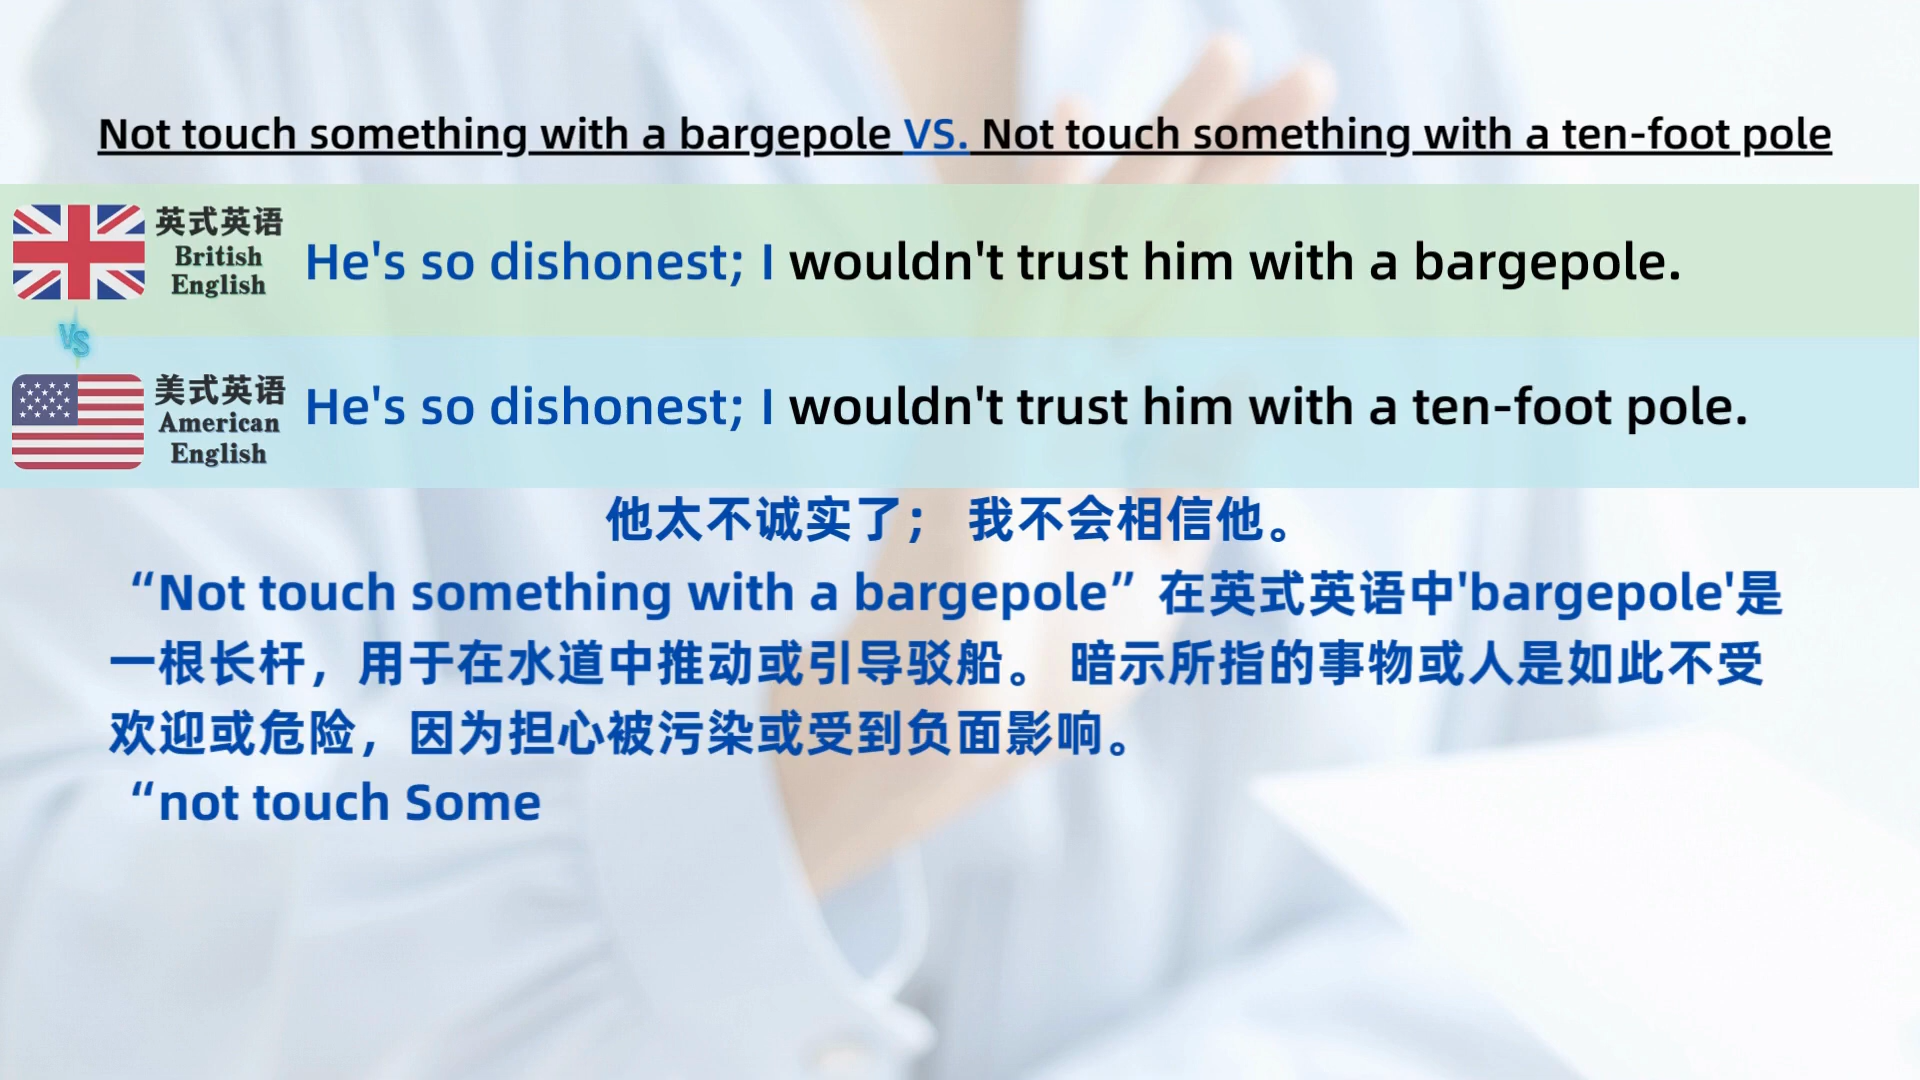 Not touch something with a bargepole VS. Not touch something with a ten-foot pole
英式英语
British
English
He's so dishonest; I wouldn't trust him with a bargepole.
VS
美式英语
American
English
He's so dishonest; I wouldn't trust him with a ten-foot pole.
他太不诚实了； 我不会相信他。
“Not touch something with a bargepole”在英式英语中'bargepole'是
一根长杆，用于在水道中推动或引导驳船。 暗示所指的事物或人是如此不受
欢迎或危险，因为担心被污染或受到负面影响。
“not touch Some